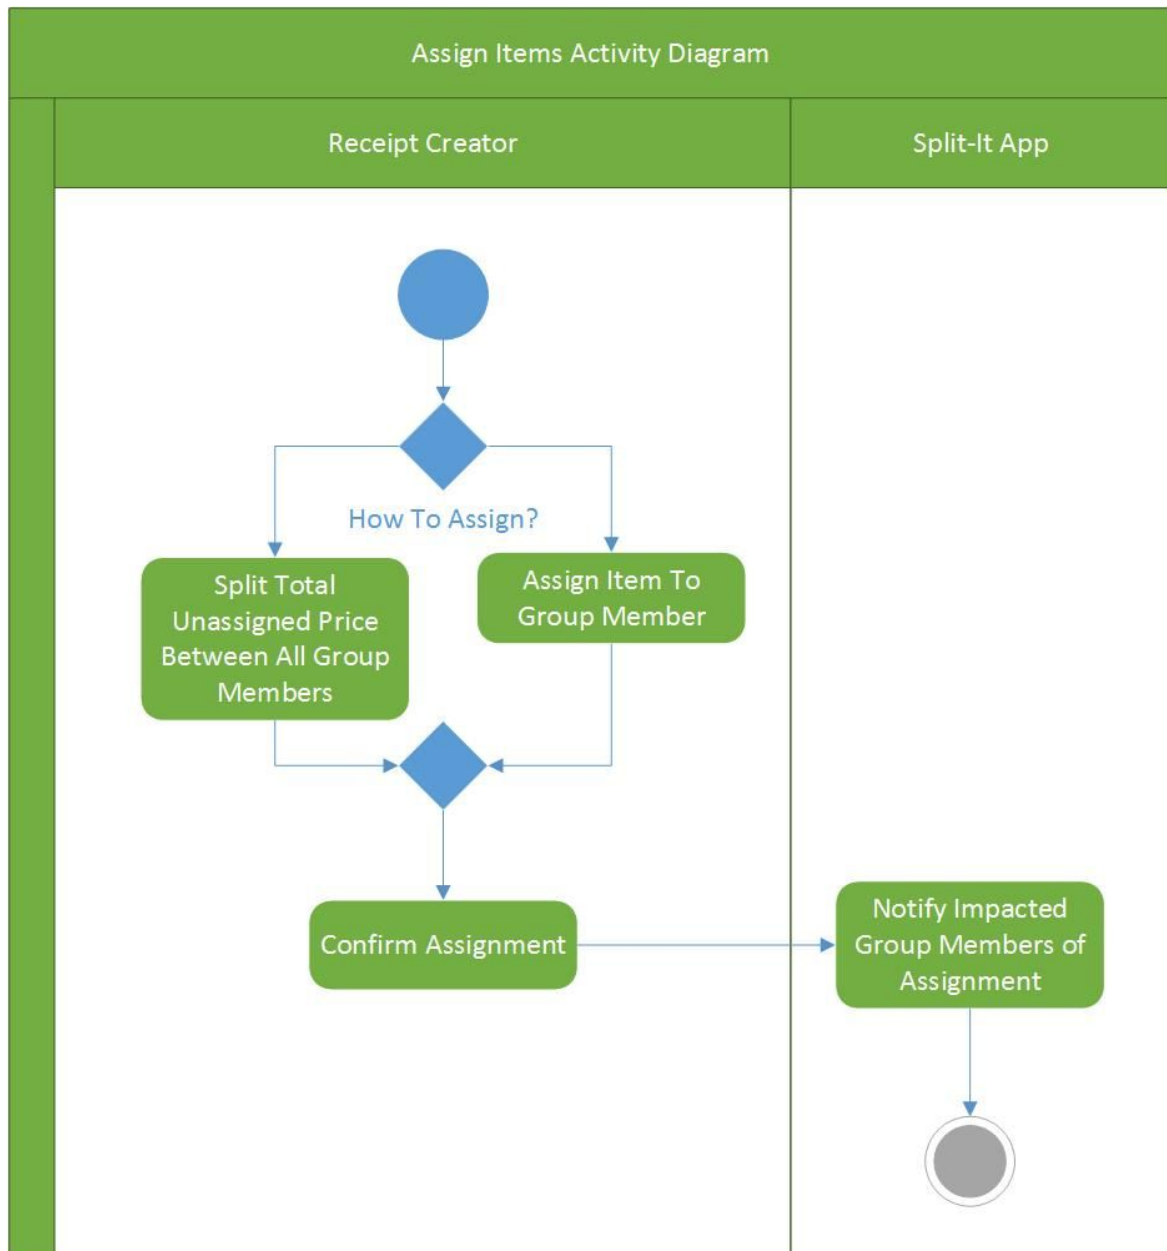 Assign Items Activity Diagram
Receipt Creator
Split-It App
How To Assign?
Split Total
Unassigned Price
Between All Group
Members
Assign Item To
Group Member
Confirm Assignment
Notify Impacted
Group Members of
Assignment